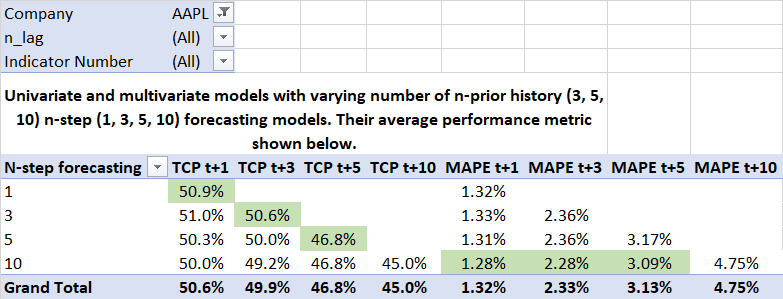 Company AAPL
n_lag (All)
Indicator Number (All)
Univariate and multivariate models with varying number of n-prior history (3, 5,
10) n-step (1, 3, 5, 10) forecasting models. Their average performance metric
shown below.
N-step forecasting TCP t+1 TCP t+3 TCP t+5 TCP t+10 MAPE t+1 MAPE t+3 MAPE t+5 MAPE t+10
1 50.9% 1.32%
3 51.0% 50.6% 1.33% 2.36%
5 50.3% 50.0% 46.8% 1.31% 2.36% 3.17%
10 50.0% 49.2% 46.8% 45.0% 1.28% 2.28% 3.09% 4.75%
Grand Total 50.6% 49.9% 46.8% 45.0% 1.32% 2.33% 3.13% 4.75%